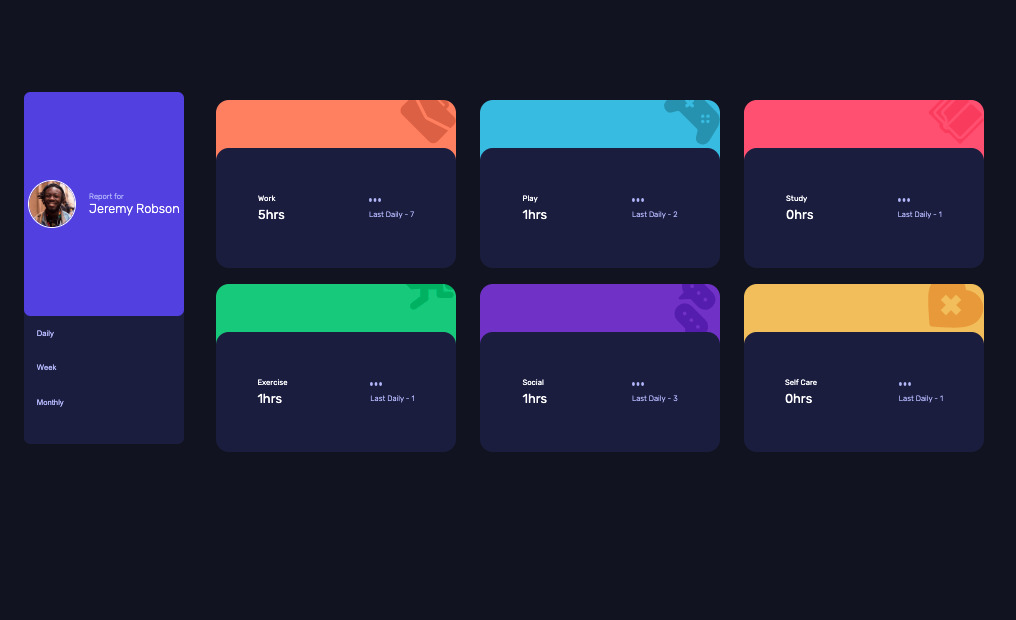 Report for
Jeremy Robson
Daily
Week
Monthly
Work
5hrs
Last Daily - 7
Play
1hrs
Last Daily - 2
Study
0hrs
Last Daily - 1
Exercise
1hrs
Last Daily - 1
Social
1hrs
Last Daily - 3
Self Care
0hrs
Last Daily - 1